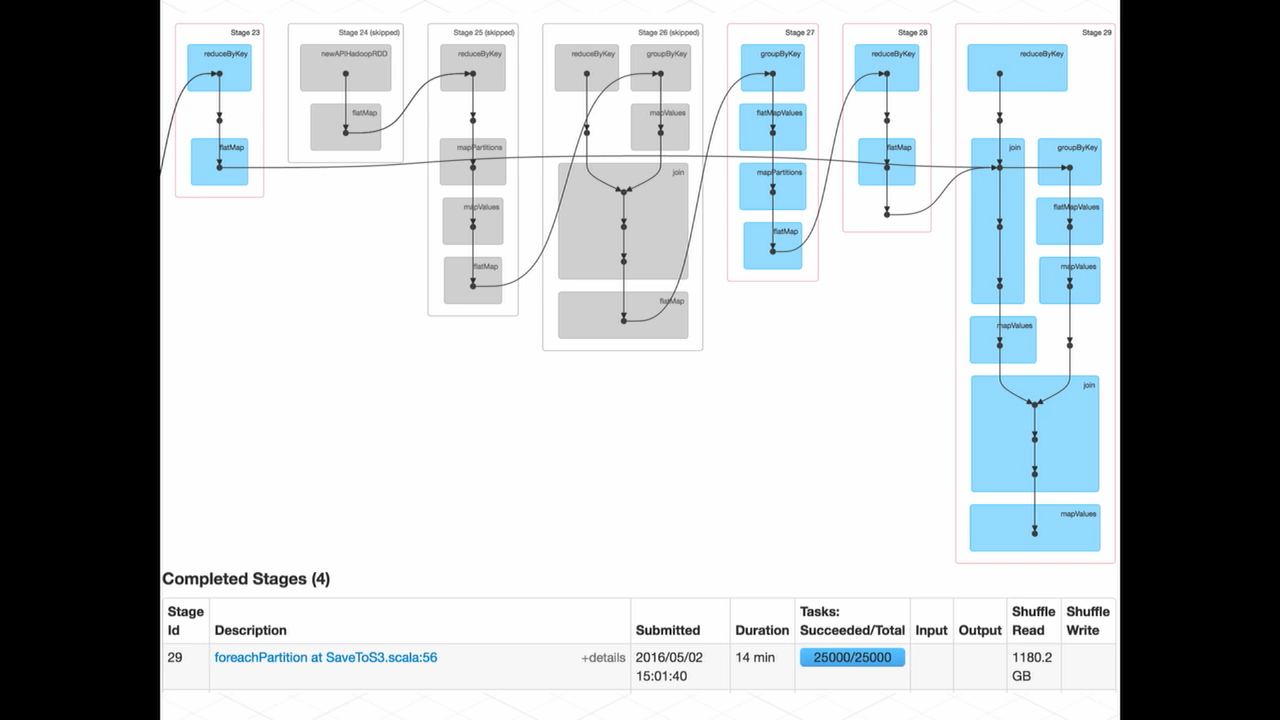 Stage 23
reduceByKey
flatMap
Stage 24 (skipped)
newAPIHadoopRDD
flatMap
Stage 25 (skipped)
reduceByKey
mapPartitions
mapValues
flatMap
Stage 26 (skipped)
reduceByKey
groupByKey
mapValues
join
flatMap
Stage 27
groupByKey
flatMapValues
mapPartitions
flatMap
Stage 28
reduceByKey
flatMap
Stage 29
reduceByKey
join
groupByKey
flatMapValues
mapValues
mapValues
join
mapValues
Completed Stages (4)
Stage Id
Description
Submitted
Duration
Tasks: Succeeded/Total
Input
Output
Shuffle Read
Shuffle Write
29
foreachPartition at SaveToS3.scala:56
+details
2016/05/02 15:01:40
14 min
25000/25000
1180.2 GB